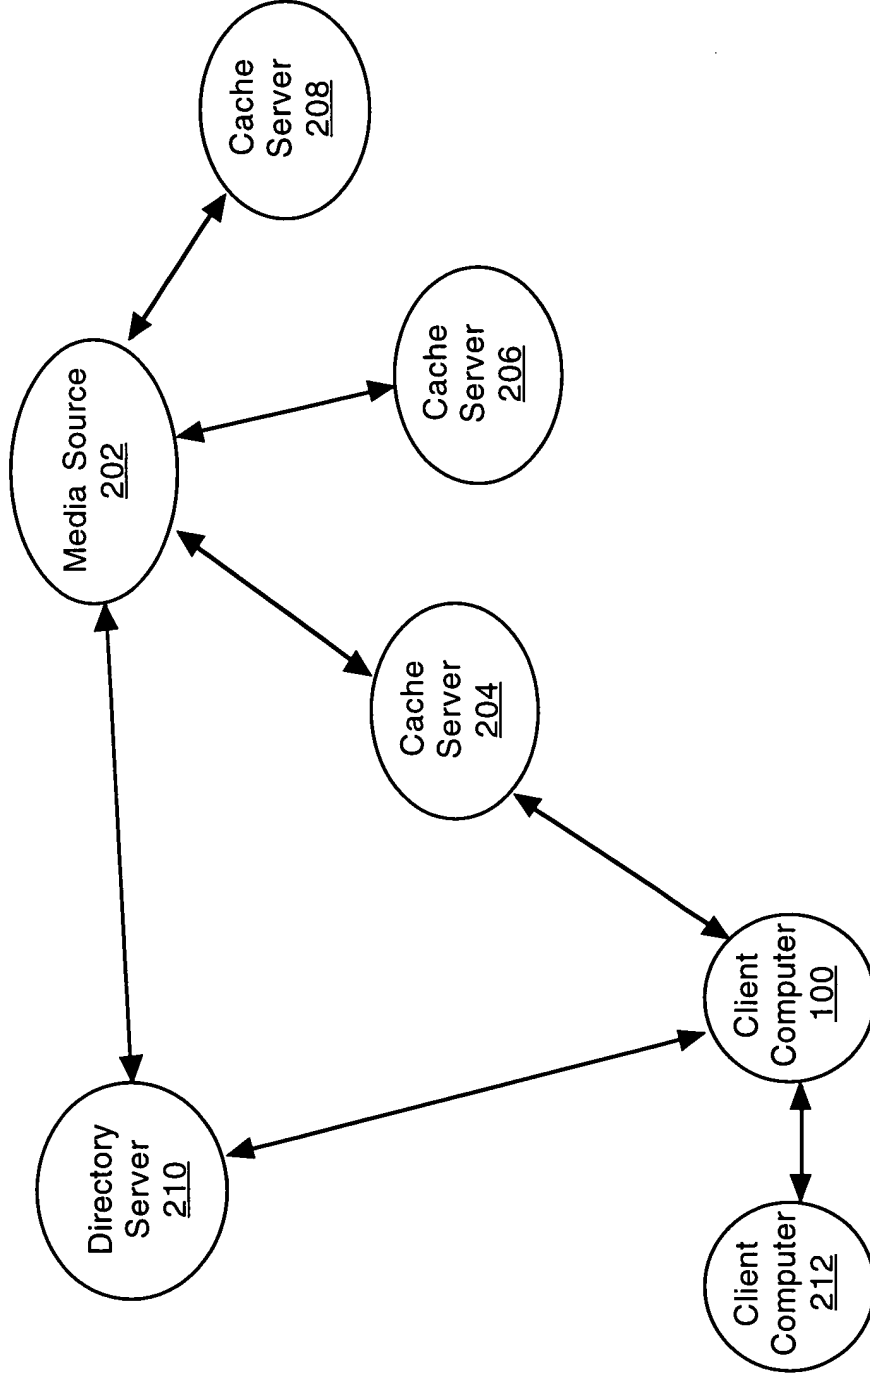 Directory
Server
210
Media Source
202
Cache
Server
208
Cache
Server
206
Cache
Server
204
Client
Computer
100
Client
Computer
212